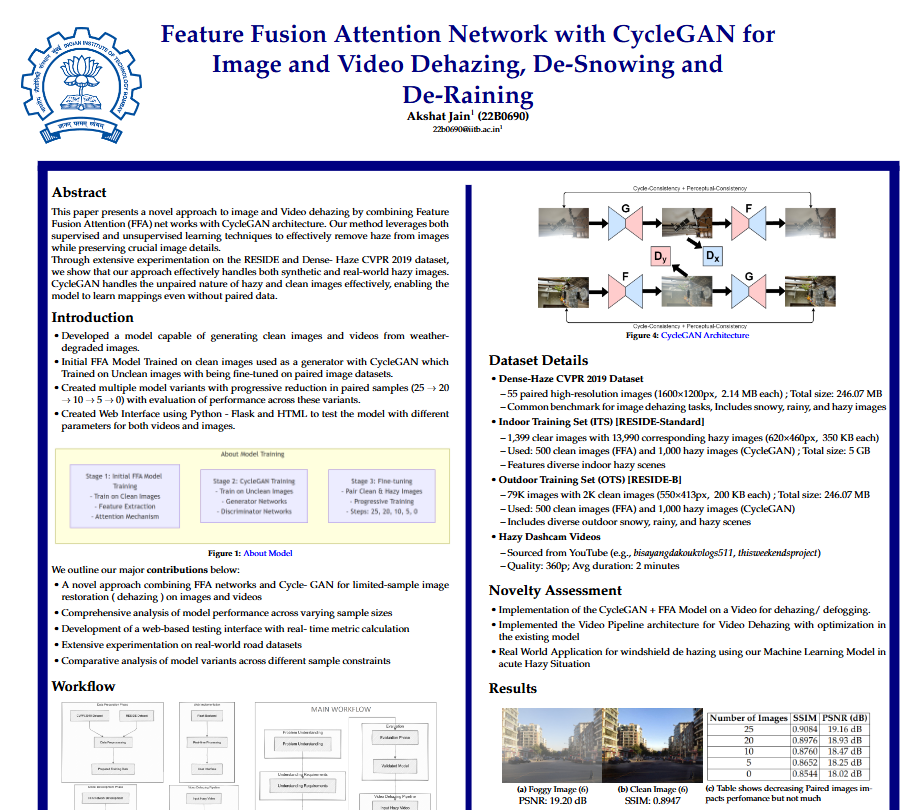 Feature Fusion Attention Network with CycleGAN for
Image and Video Dehazing, De-Snowing and
De-Raining
Akshat Jain¹ (22B0690)
22b0690@iitb.ac.in¹
Abstract
This paper presents a novel approach to image and Video dehazing by combining Feature
Fusion Attention (FFA) net works with CycleGAN architecture. Our method leverages both
supervised and unsupervised learning techniques to effectively remove haze from images
while preserving crucial image details.
Through extensive experimentation on the RESIDE and Dense- Haze CVPR 2019 dataset,
we show that our approach effectively handles both synthetic and real-world hazy images.
CycleGAN handles the unpaired nature of hazy and clean images effectively, enabling the
model to learn mappings even without paired data.
Introduction
• Developed a model capable of generating clean images and videos from weather-
degraded images.
• Initial FFA Model Trained on clean images used as a generator with CycleGAN which
Trained on Unclean images with being fine-tuned on paired image datasets.
• Created multiple model variants with progressive reduction in paired samples (25 → 20
→ 10 → 5 → 0) with evaluation of performance across these variants.
• Created Web Interface using Python - Flask and HTML to test the model with different
parameters for both videos and images.
About Model Training
Stage 1: Initial FFA Model
Training
- Train on Clean Images
- Feature Extraction
- Attention Mechanism
Stage 2: CycleGAN Training
- Train on Unclean Images
- Generator Networks
- Discriminator Networks
Stage 3: Fine-tuning
- Pair Clean & Hazy Images
- Progressive Training
- Steps: 25, 20, 10, 5, 0
Figure 1: About Model
We outline our major contributions below:
• A novel approach combining FFA networks and Cycle- GAN for limited-sample image
restoration ( dehazing ) on images and videos
• Comprehensive analysis of model performance across varying sample sizes
• Development of a web-based testing interface with real- time metric calculation
• Extensive experimentation on real-world road datasets
• Comparative analysis of model variants across different sample constraints
Workflow
MAIN WORKFLOW
Problem Understanding
Problem Understanding
Understanding Requirements
Understanding Requirements
Evaluation
Evaluation Phase
Validated Model
Video Dehazing Pipeline
Input Hazy Video
Cycle-Consistency + Perceptual-Consistency
G
F
Dy
Dx
F
G
Cycle-Consistency + Perceptual-Consistency
Figure 4: CycleGAN Architecture
Dataset Details
• Dense-Haze CVPR 2019 Dataset
– 55 paired high-resolution images (1600×1200px, 2.14 MB each) ; Total size: 246.07 MB
– Common benchmark for image dehazing tasks, Includes snowy, rainy, and hazy images
• Indoor Training Set (ITS) [RESIDE-Standard]
– 1,399 clear images with 13,990 corresponding hazy images (620×460px, 350 KB each)
– Used: 500 clean images (FFA) and 1,000 hazy images (CycleGAN) ; Total size: 5 GB
– Features diverse indoor hazy scenes
• Outdoor Training Set (OTS) [RESIDE-B]
– 79K images with 2K clean images (550×413px, 200 KB each) ; Total size: 246.07 MB
– Used: 500 clean images (FFA) and 1,000 hazy images (CycleGAN)
– Includes diverse outdoor snowy, rainy, and hazy scenes
• Hazy Dashcam Videos
– Sourced from YouTube (e.g., bisayangdakoukvlogs511, thisweekendsproject)
– Quality: 360p; Avg duration: 2 minutes
Novelty Assessment
• Implementation of the CycleGAN + FFA Model on a Video for dehazing/ defogging.
• Implemented the Video Pipeline architecture for Video Dehazing with optimization in
the existing model
• Real World Application for windshield de hazing using our Machine Learning Model in
acute Hazy Situation
Results
(a) Foggy Image (6)
PSNR: 19.20 dB
(b) Clean Image (6)
SSIM: 0.8947
Number of Images SSIM PSNR (dB)
25 0.9084 19.16 dB
20 0.8976 18.93 dB
10 0.8760 18.47 dB
5 0.8652 18.25 dB
0 0.8544 18.02 dB
(c) Table shows decreasing Paired images im-
pacts perfomance but not much